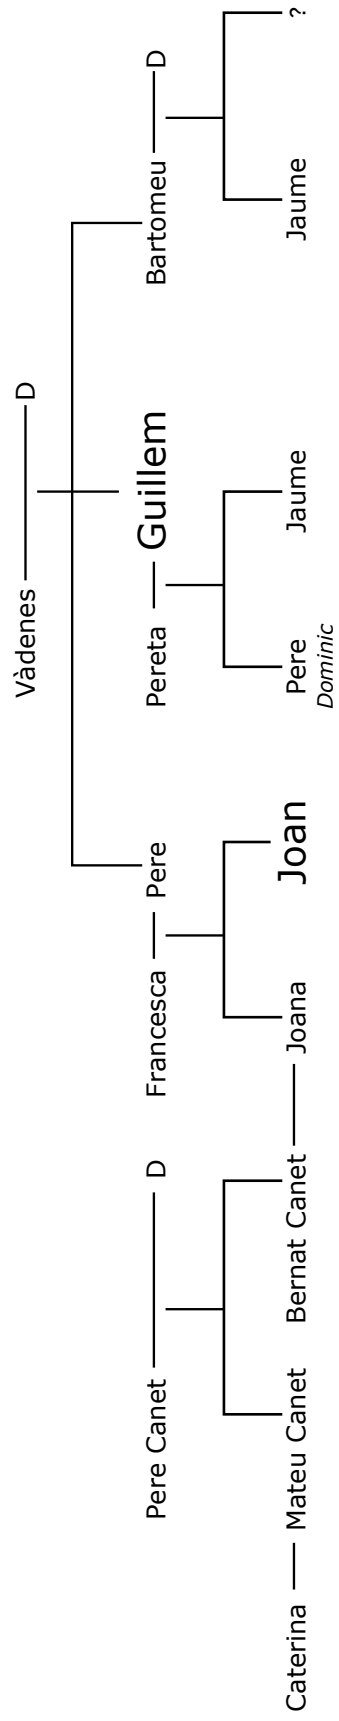 Vàdenes D
Pere Canet D Francesca Pere Pereta Guillem Bartomeu D
Caterina Mateu Canet Bernat Canet Joana Joan Pere Jaume Jaume ?
Dominic